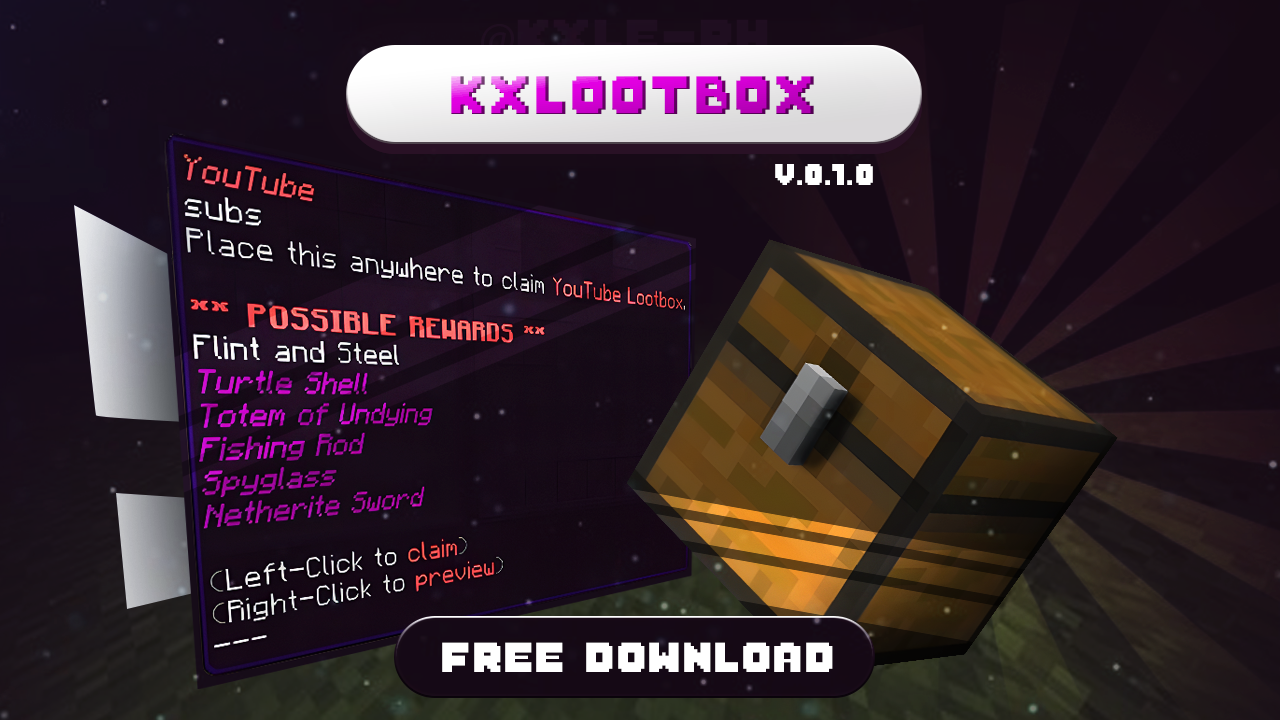 @KXLE_PH
KXLOOTBOX
V.0.1.0
YouTube
subs
Place this anywhere to claim YouTube Lootbox.
** POSSIBLE REWARDS **
Flint and Steel
Turtle Shell
Totem of Undying
Fishing Rod
Spyglass
Netherite Sword
(Left-Click to claim)
(Right-Click to preview)
---
FREE DOWNLOAD